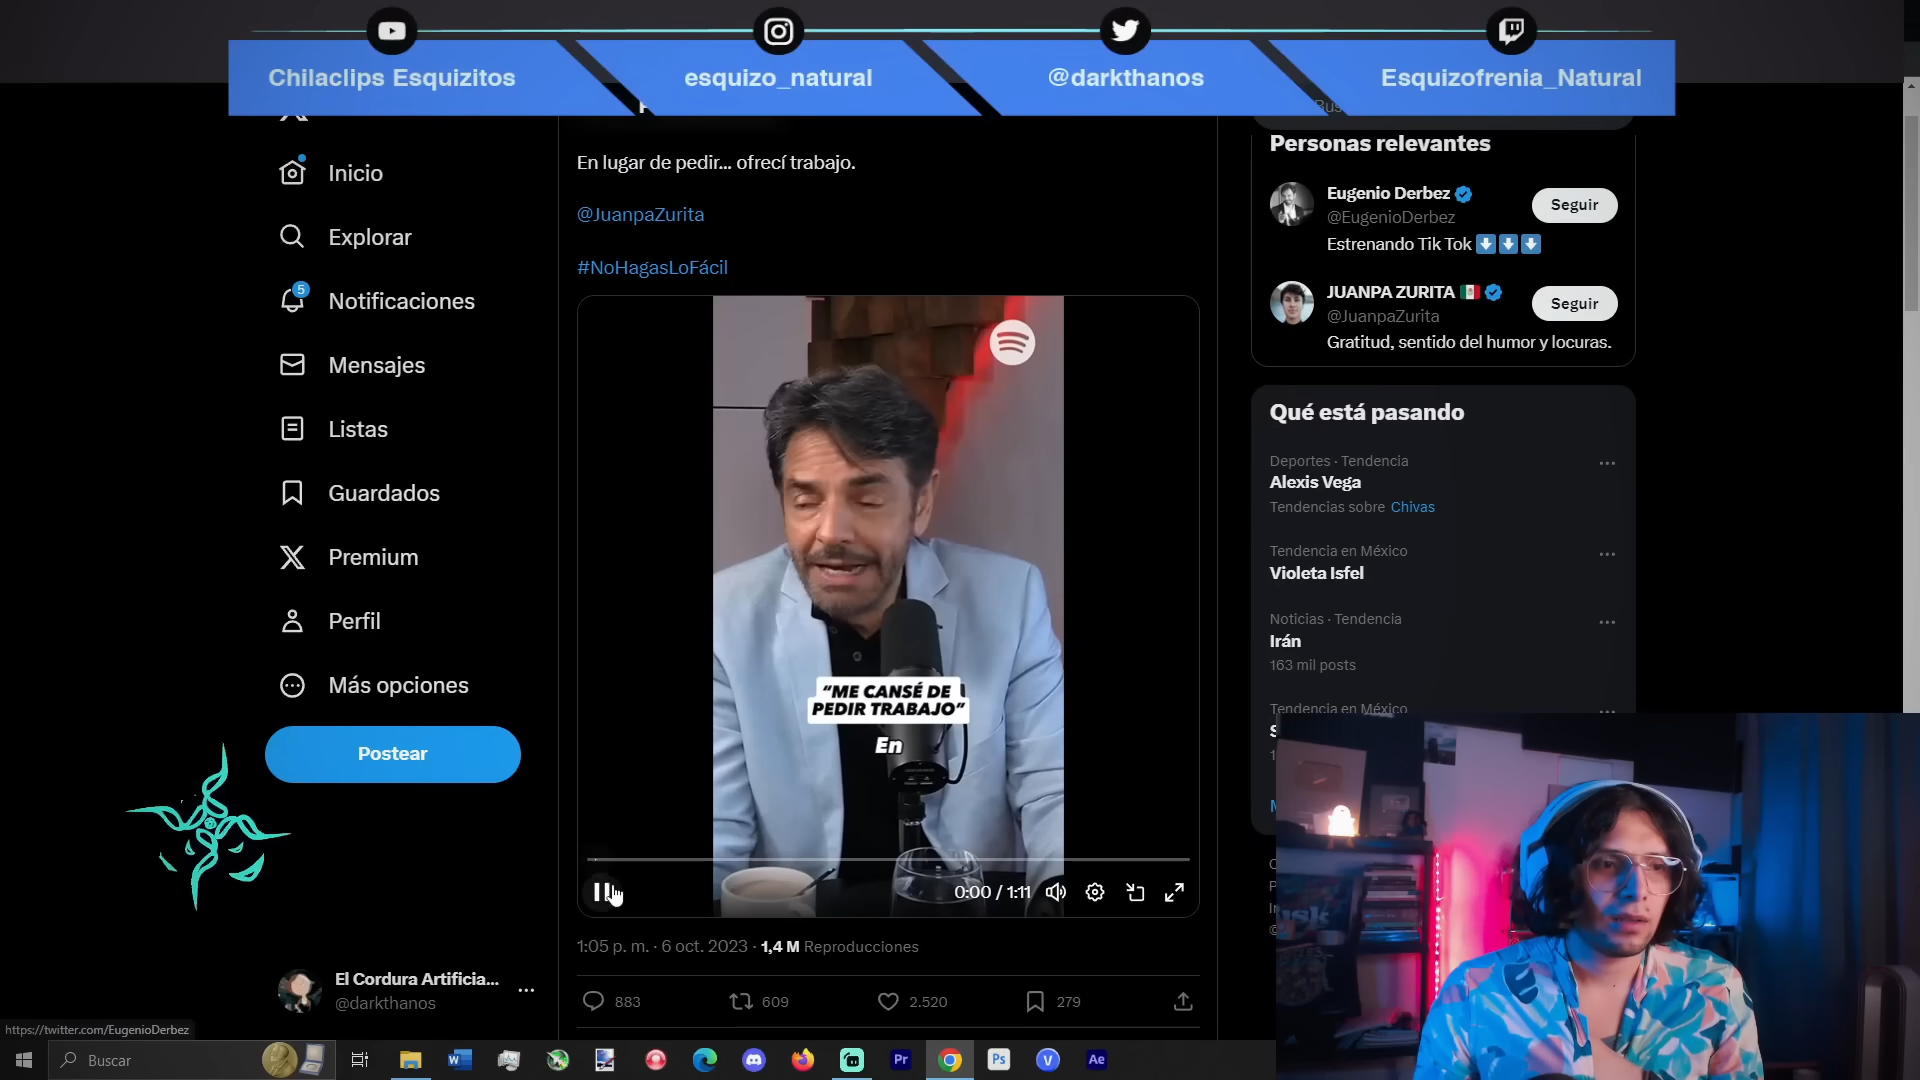 Chilaclips Esquizitos
esquizo_natural
@darkthanos
Esquizofrenia_Natural
Inicio
Explorar
5
Notificaciones
Mensajes
Listas
Guardados
Premium
Perfil
Más opciones
Postear
El Cordura Artificia...
@darkthanos
En lugar de pedir... ofrecí trabajo.
@JuanpaZurita
#NoHagasLoFácil
"ME CANSÉ DE
PEDIR TRABAJO"
En
0:00 / 1:11
1:05 p. m. · 6 oct. 2023 · 1,4 M Reproducciones
883
609
2.520
279
Personas relevantes
Eugenio Derbez
@EugenioDerbez
Seguir
Estrenando Tik Tok
JUANPA ZURITA
@JuanpaZurita
Seguir
Gratitud, sentido del humor y locuras.
Qué está pasando
Deportes · Tendencia
Alexis Vega
Tendencias sobre Chivas
Tendencia en México
Violeta Isfel
Noticias · Tendencia
Irán
163 mil posts
Tendencia en México
https://twitter.com/EugenioDerbez
Buscar
W
Pr
Ps
V
Ae